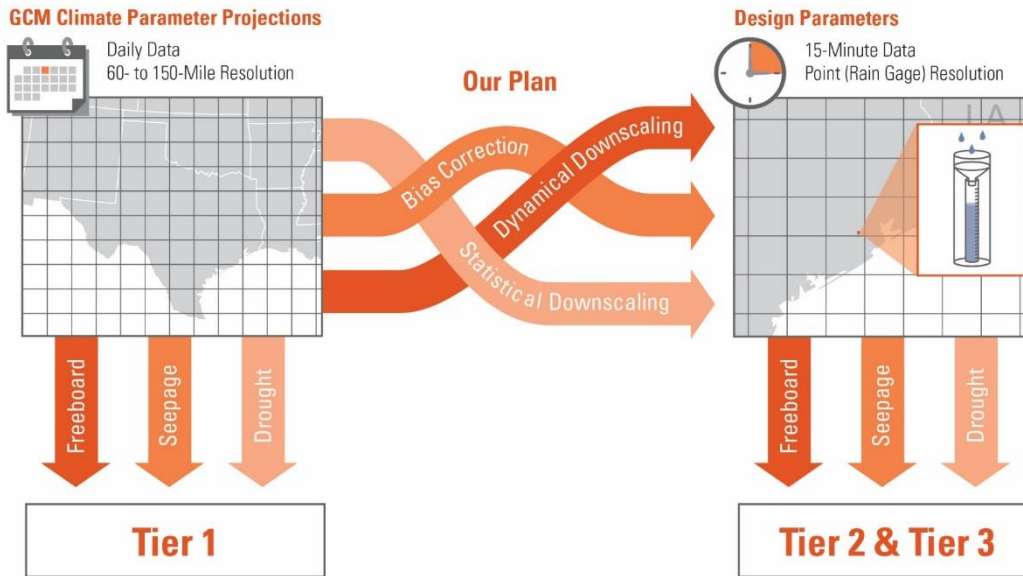 GCM Climate Parameter Projections
Daily Data
60- to 150-Mile Resolution
Our Plan
Design Parameters
15-Minute Data
Point (Rain Gage) Resolution
LA
Bias Correction
Dynamical Downscaling
Statistical Downscaling
Freeboard
Seepage
Drought
Freeboard
Seepage
Drought
Tier 1
Tier 2 & Tier 3